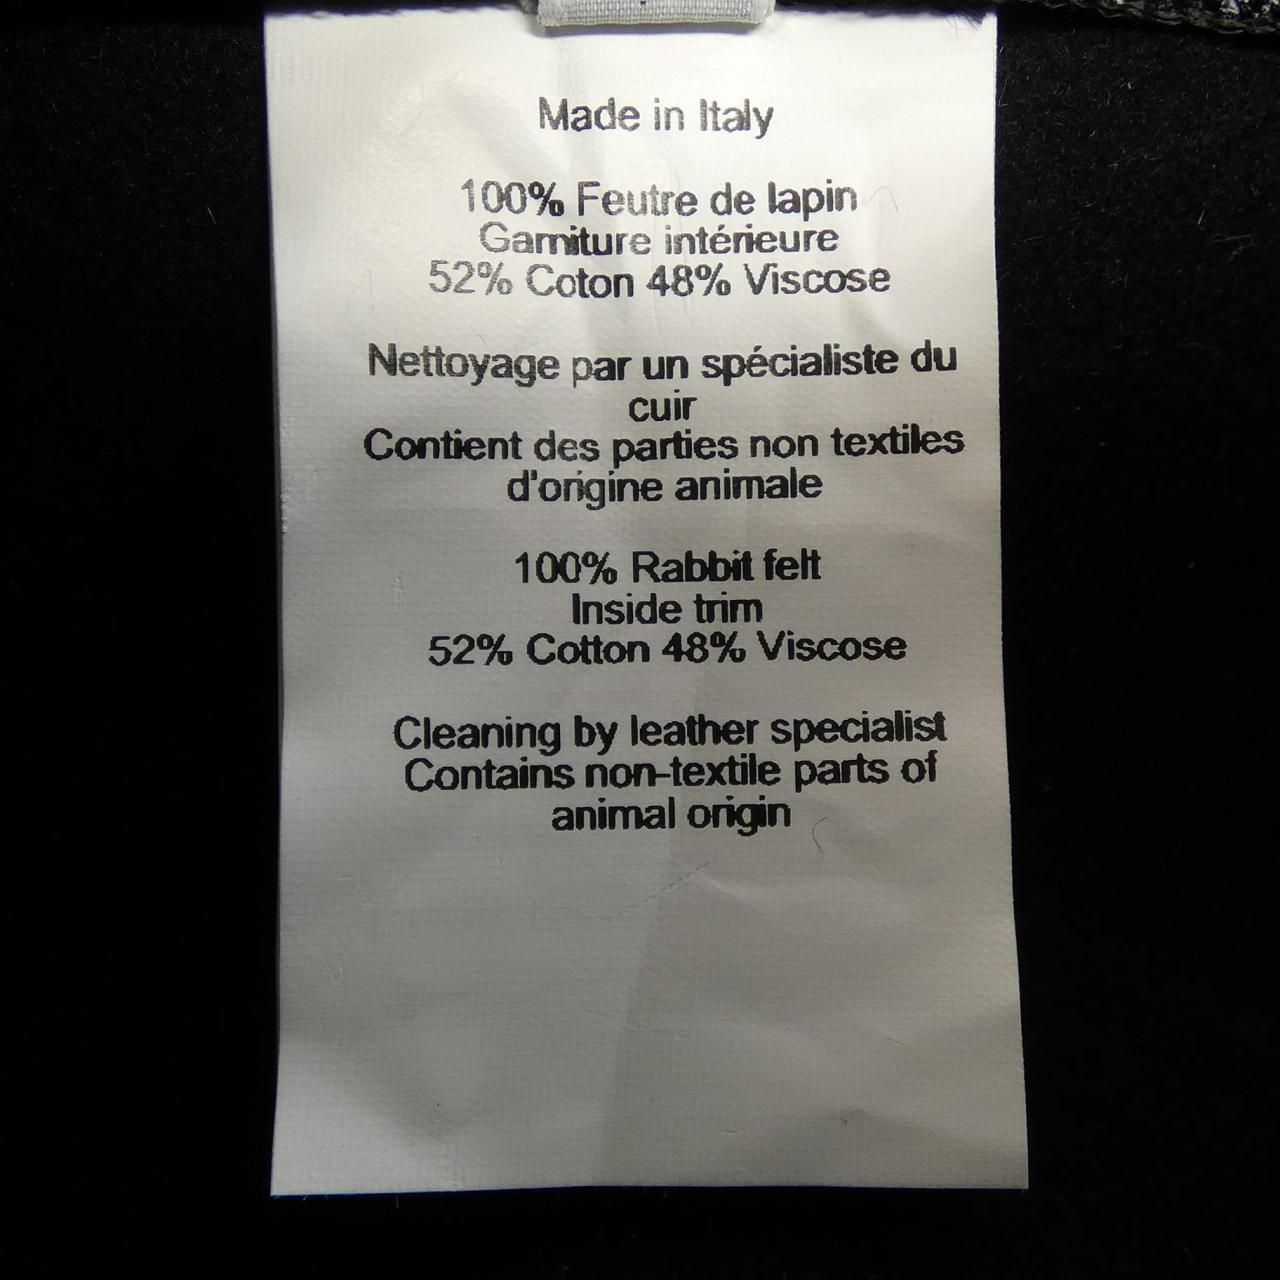 Made in Italy
100% Feutre de lapin
Garniture intérieure
52% Coton 48% Viscose
Nettoyage par un spécialiste du
cuir
Contient des parties non textiles
d'origine animale
100% Rabbit felt
Inside trim
52% Cotton 48% Viscose
Cleaning by leather specialist
Contains non-textile parts of
animal origin